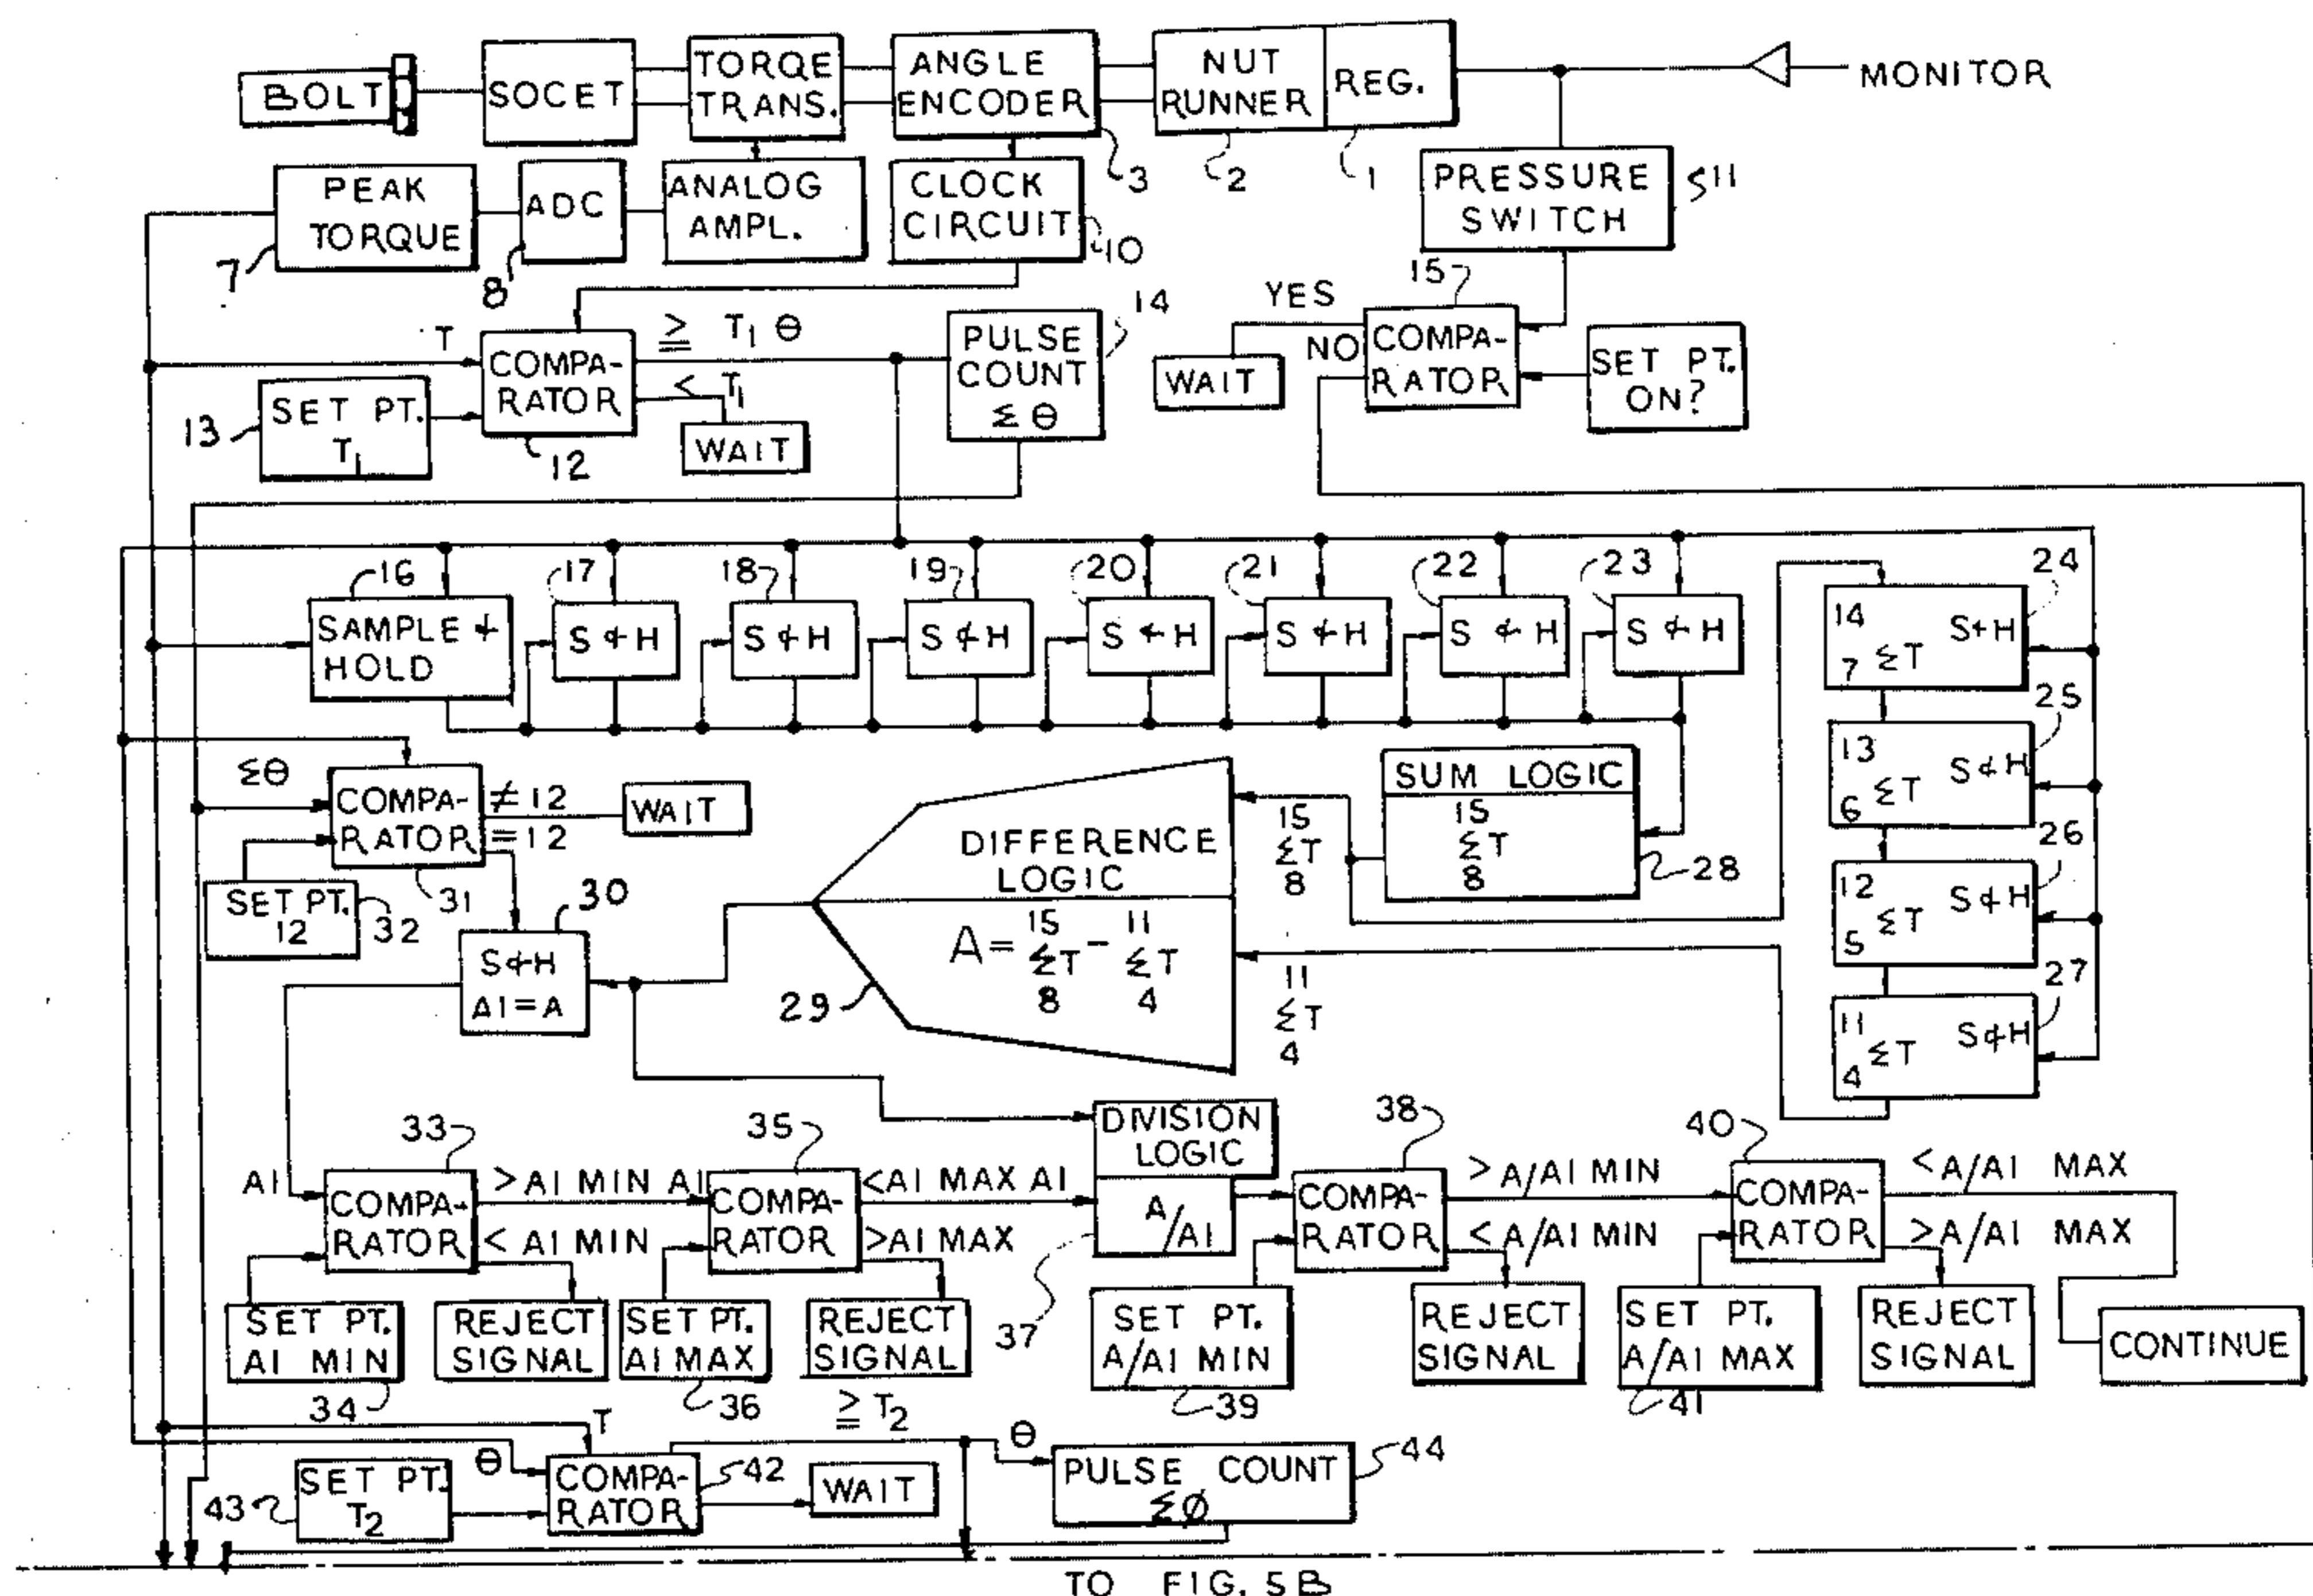 BOLT
SOCET
TORQE
TRANS.
ANGLE
ENCODER
NUT
RUNNER
REG.
MONITOR
3
2
1
PEAK
TORQUE
7
ADC
8
ANALOG
AMPL.
CLOCK
CIRCUIT
10
PRESSURE
SWITCH
11
T
COMPA-
RATOR
12
≧ T1 θ
< T1
WAIT
SET PT.
T1
13
PULSE
COUNT
Σ θ
14
YES
NO
WAIT
15
COMPA-
RATOR
SET PT.
ON?
16
SAMPLE +
HOLD
17
S & H
18
S & H
19
S & H
20
S & H
21
S & H
22
S & H
23
S & H
14
ΣT
7
S+H
24
13
ΣT
6
S&H
25
12
ΣT
5
S&H
26
11
ΣT
4
S&H
27
Σθ
COMPA-
RATOR
≠ 12
= 12
WAIT
31
SET PT.
12
32
30
S&H
A1 = A
DIFFERENCE
LOGIC
15 11
A = ΣT - ΣT
8 4
29
15
ΣT
8
11
ΣT
4
SUM LOGIC
15
ΣT
8
28
A1
33
COMPA-
RATOR
> A1 MIN A1
< A1 MIN
SET PT.
A1 MIN
34
REJECT
SIGNAL
35
COMPA-
RATOR
<A1 MAX A1
>A1 MAX
SET PT.
A1 MAX
36
REJECT
SIGNAL
DIVISION
LOGIC
A/A1
37
38
COMPA-
RATOR
> A/A1 MIN
< A/A1 MIN
SET PT.
A/A1 MIN
39
REJECT
SIGNAL
40
COMPA-
RATOR
< A/A1 MAX
> A/A1 MAX
SET PT.
A/A1 MAX
41
REJECT
SIGNAL
CONTINUE
T
θ
COMPA-
RATOR
42
≧ T2
WAIT
SET PT.
T2
43
θ
PULSE COUNT
ΣØ
44
TO FIG. 5B